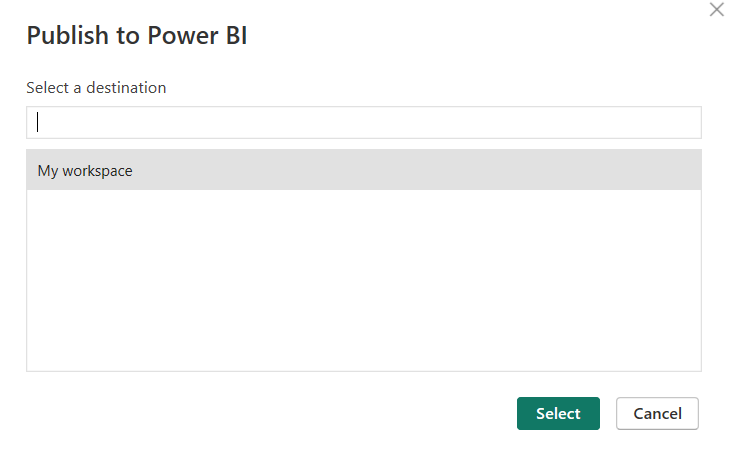 Publish to Power BI
Select a destination
My workspace
Select Cancel